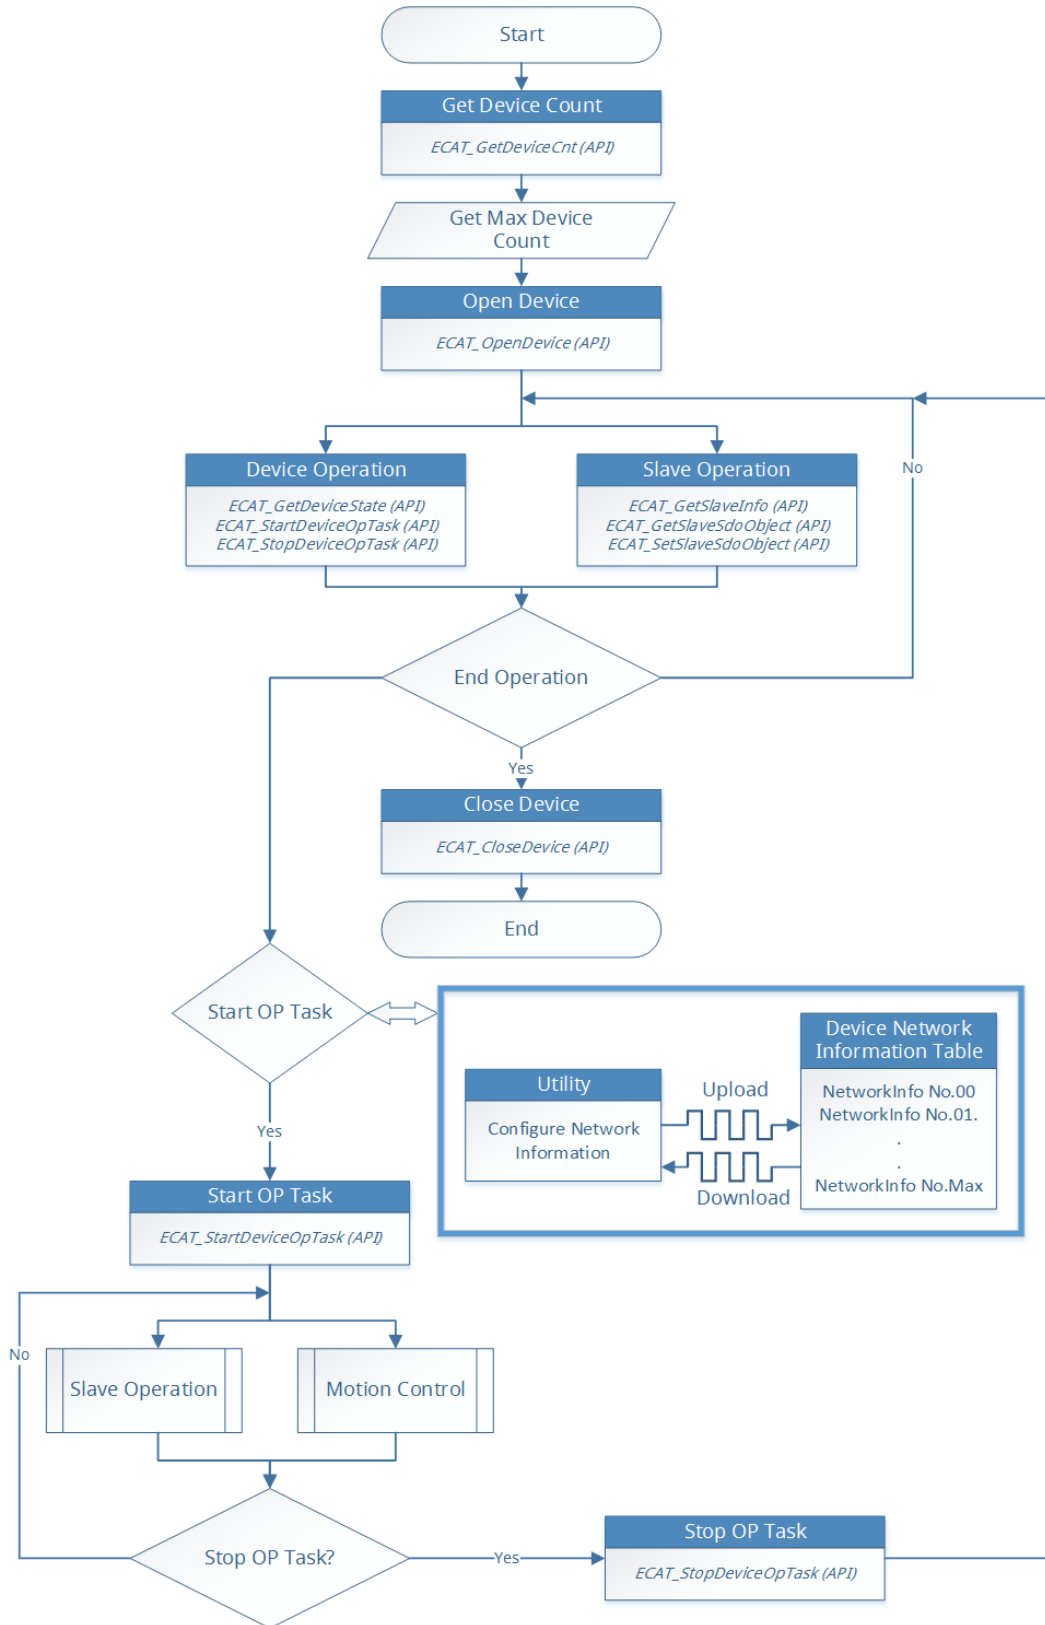 Start
Get Device Count
ECAT_GetDeviceCnt (API)
Get Max Device
Count
Open Device
ECAT_OpenDevice (API)
Device Operation
ECAT_GetDeviceState (API)
ECAT_StartDeviceOpTask (API)
ECAT_StopDeviceOpTask (API)
Slave Operation
ECAT_GetSlaveInfo (API)
ECAT_GetSlaveSdoObject (API)
ECAT_SetSlaveSdoObject (API)
No
End Operation
Yes
Close Device
ECAT_CloseDevice (API)
End
Start OP Task
Utility
Configure Network
Information
Upload
Download
Device Network
Information Table
NetworkInfo No.00
NetworkInfo No.01.
.
.
NetworkInfo No.Max
Yes
Start OP Task
ECAT_StartDeviceOpTask (API)
No
Slave Operation
Motion Control
Stop OP Task?
Yes
Stop OP Task
ECAT_StopDeviceOpTask (API)